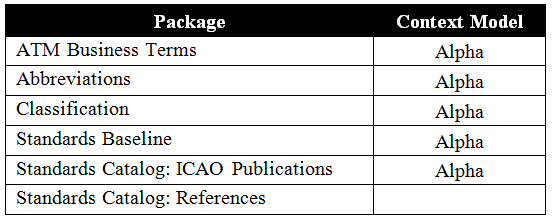 Package Context Model
ATM Business Terms Alpha
Abbreviations Alpha
Classification Alpha
Standards Baseline Alpha
Standards Catalog: ICAO Publications Alpha
Standards Catalog: References